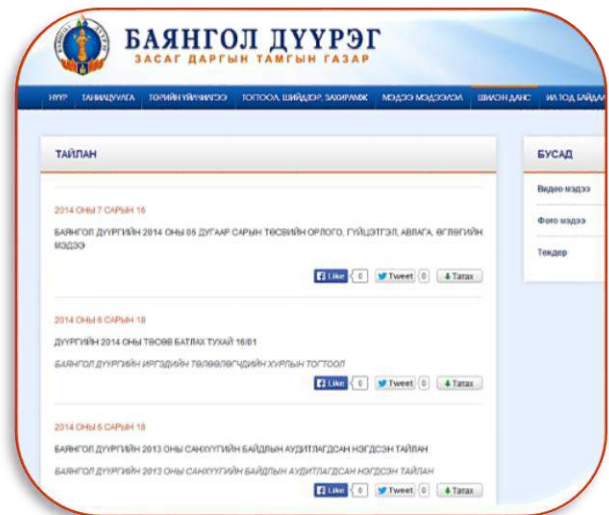 БАЯНГОЛ ДҮҮРЭГ
ЗАСАГ ДАРГЫН ТАМГЫН ГАЗАР
НҮҮР ТАНИЛЦУУЛГА ТӨРИЙН ҮЙЛЧИЛГЭЭ ТОГТООЛ, ШИЙДВЭР, ЗАХИРАМЖ МЭДЭЭ МЭДЭЭЛЭЛ ШИЛЭН ДАНС ИЛ ТОД БАЙДАЛ
ТАЙЛАН
2014 ОНЫ 7 САРЫН 16
БАЯНГОЛ ДҮҮРГИЙН 2014 ОНЫ 05 ДУГААР САРЫН ТӨСВИЙН ОРЛОГО, ГҮЙЦЭТГЭЛ, АВЛАГА, ӨГЛӨГИЙН
МЭДЭЭ
Like 0 Tweet 0 Татах
2014 ОНЫ 6 САРЫН 18
ДҮҮРГИЙН 2014 ОНЫ ТӨСӨВ БАТЛАХ ТУХАЙ 16/01
БАЯНГОЛ ДҮҮРГИЙН ИРГЭДИЙН ТӨЛӨӨЛӨГЧДИЙН ХУРЛЫН ТОГТООЛ
Like 0 Tweet 0 Татах
2014 ОНЫ 6 САРЫН 18
БАЯНГОЛ ДҮҮРГИЙН 2013 ОНЫ САНХҮҮГИЙН БАЙДЛЫН АУДИТЛАГДСАН НЭГДСЭН ТАЙЛАН
БАЯНГОЛ ДҮҮРГИЙН 2013 ОНЫ САНХҮҮГИЙН БАЙДЛЫН АУДИТЛАГДСАН НЭГДСЭН ТАЙЛАН
Like 0 Tweet 0 Татах
БУСАД
Видео мэдээ
Фото мэдээ
Тендер